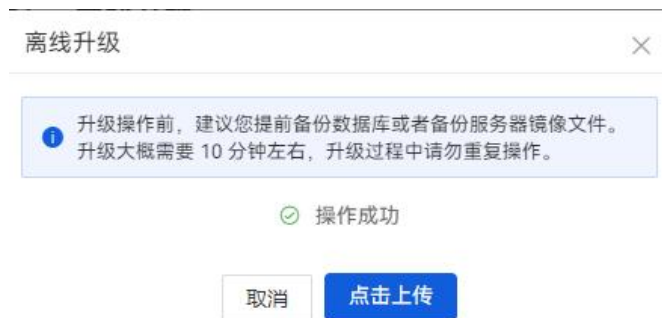 离线升级
升级操作前，建议您提前备份数据库或者备份服务器镜像文件。
升级大概需要 10 分钟左右，升级过程中请勿重复操作。
操作成功
取消
点击上传